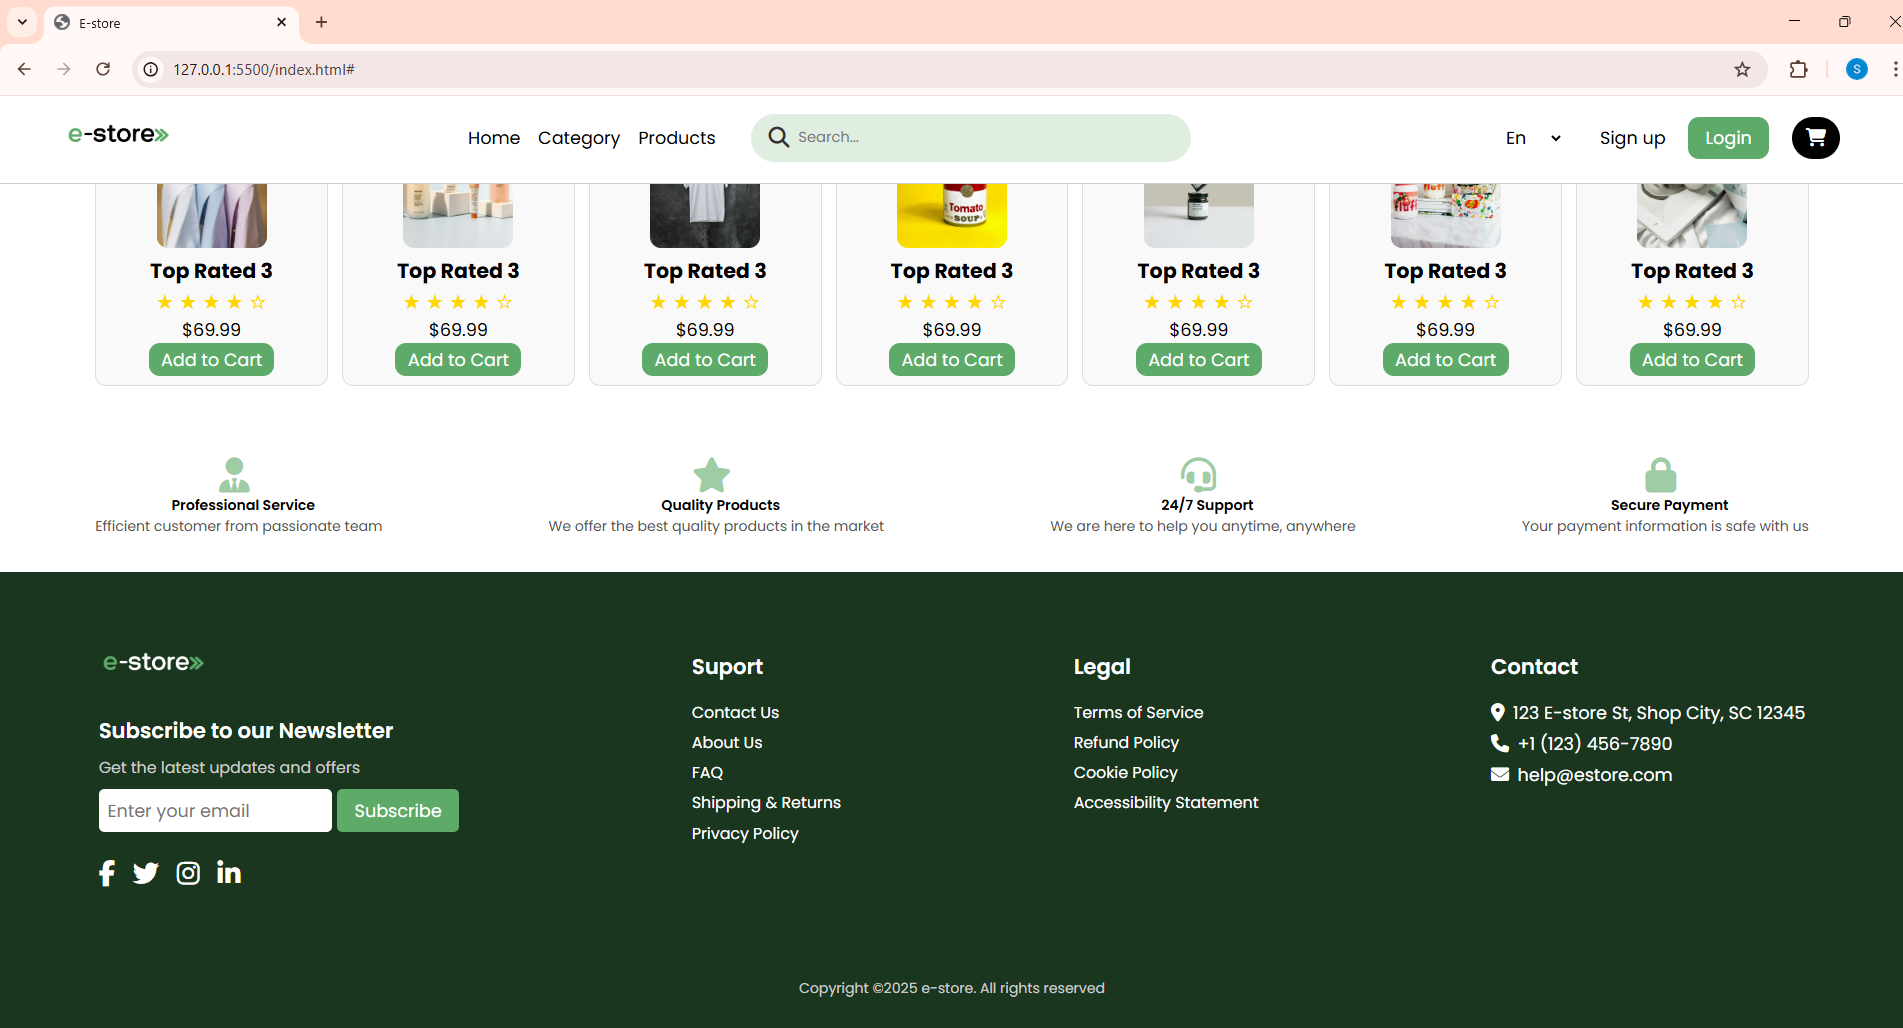 E-store
127.0.0.1:5500/index.html#
S
e-store
Home Category Products Search... En Sign up Login
Tomato
SOUP
fluff
fluff
Top Rated 3 Top Rated 3 Top Rated 3 Top Rated 3 Top Rated 3 Top Rated 3 Top Rated 3
★ ★ ★ ★ ☆ ★ ★ ★ ★ ☆ ★ ★ ★ ★ ☆ ★ ★ ★ ★ ☆ ★ ★ ★ ★ ☆ ★ ★ ★ ★ ☆ ★ ★ ★ ★ ☆
$69.99 $69.99 $69.99 $69.99 $69.99 $69.99 $69.99
Add to Cart Add to Cart Add to Cart Add to Cart Add to Cart Add to Cart Add to Cart
Professional Service
Efficient customer from passionate team
Quality Products
We offer the best quality products in the market
24/7 Support
We are here to help you anytime, anywhere
Secure Payment
Your payment information is safe with us
e-store
Subscribe to our Newsletter
Get the latest updates and offers
Enter your email Subscribe
Suport
Contact Us
About Us
FAQ
Shipping & Returns
Privacy Policy
Legal
Terms of Service
Refund Policy
Cookie Policy
Accessibility Statement
Contact
123 E-store St, Shop City, SC 12345
+1 (123) 456-7890
help@estore.com
Copyright ©2025 e-store. All rights reserved